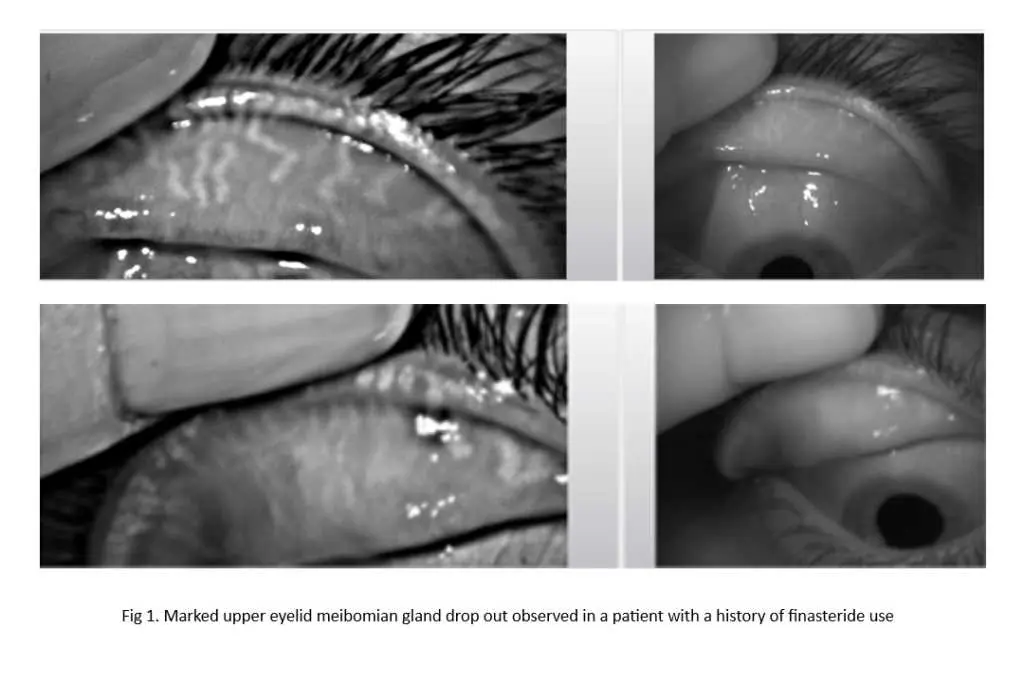 Fig 1. Marked upper eyelid meibomian gland drop out observed in a patient with a history of finasteride use